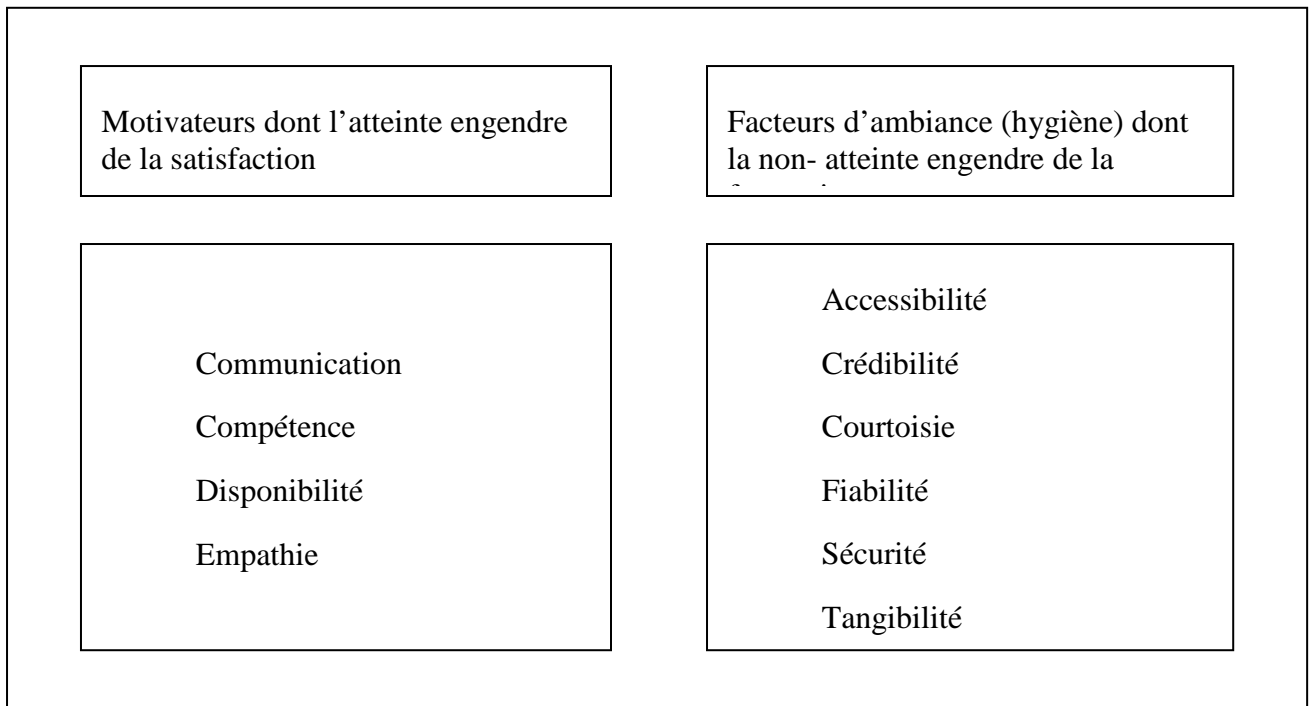 Motivateurs dont l’atteinte engendre
de la satisfaction
Facteurs d’ambiance (hygiène) dont
la non- atteinte engendre de la
Communication
Compétence
Disponibilité
Empathie
Accessibilité
Crédibilité
Courtoisie
Fiabilité
Sécurité
Tangibilité